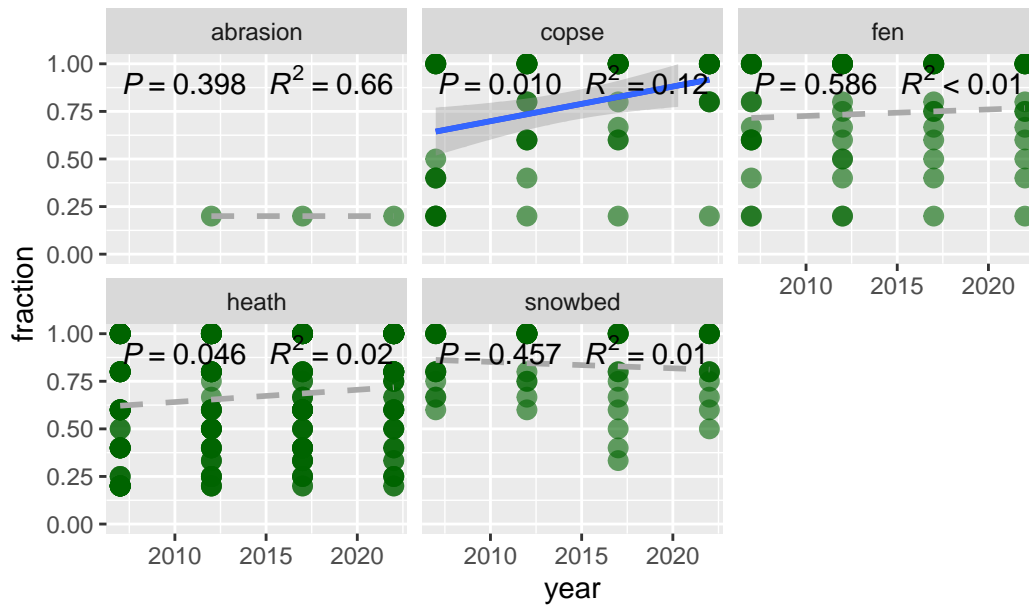 abrasion copse fen
1.00 P = 0.398 R² = 0.66 P = 0.010 R² = 0.12 P = 0.586 R² < 0.01
0.75
0.50
0.25
0.00
2010 2015 2020
heath snowbed
1.00 P = 0.046 R² = 0.02 P = 0.457 R² = 0.01
0.75
0.50
0.25
0.00
2010 2015 2020 2010 2015 2020
fraction
year